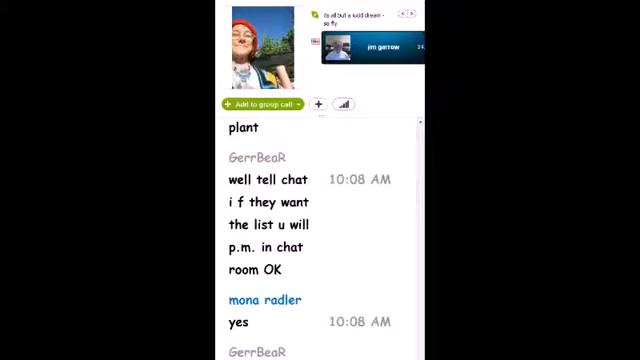 its all but a lucid dream -
so fly
jim garrow
Add to group call
plant
GerrBeaR
well tell chat 10:08 AM
i f they want
the list u will
p.m. in chat
room OK
mona radler
yes 10:08 AM
GerrBeaR